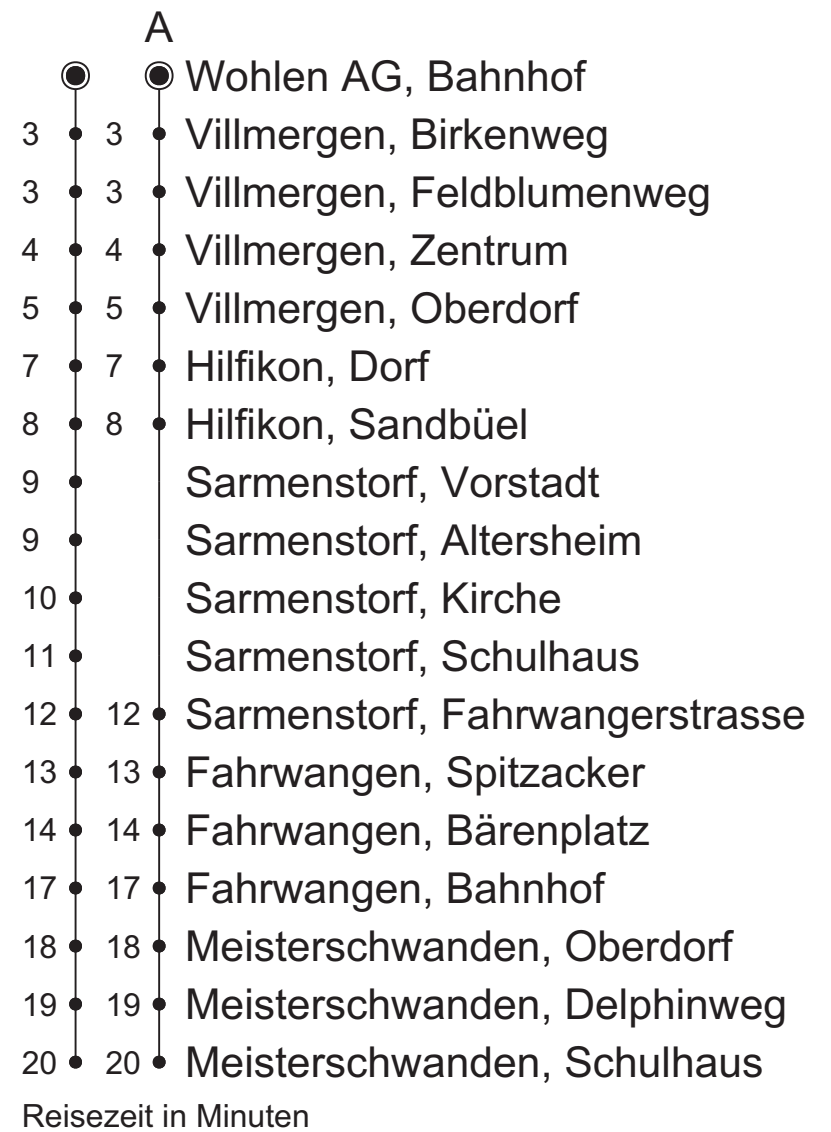 A
Wohlen AG, Bahnhof
3 3 Villmergen, Birkenweg
3 3 Villmergen, Feldblumenweg
4 4 Villmergen, Zentrum
5 5 Villmergen, Oberdorf
7 7 Hilfikon, Dorf
8 8 Hilfikon, Sandbüel
9 Sarmenstorf, Vorstadt
9 Sarmenstorf, Altersheim
10 Sarmenstorf, Kirche
11 Sarmenstorf, Schulhaus
12 12 Sarmenstorf, Fahrwangerstrasse
13 13 Fahrwangen, Spitzacker
14 14 Fahrwangen, Bärenplatz
17 17 Fahrwangen, Bahnhof
18 18 Meisterschwanden, Oberdorf
19 19 Meisterschwanden, Delphinweg
20 20 Meisterschwanden, Schulhaus
Reisezeit in Minuten